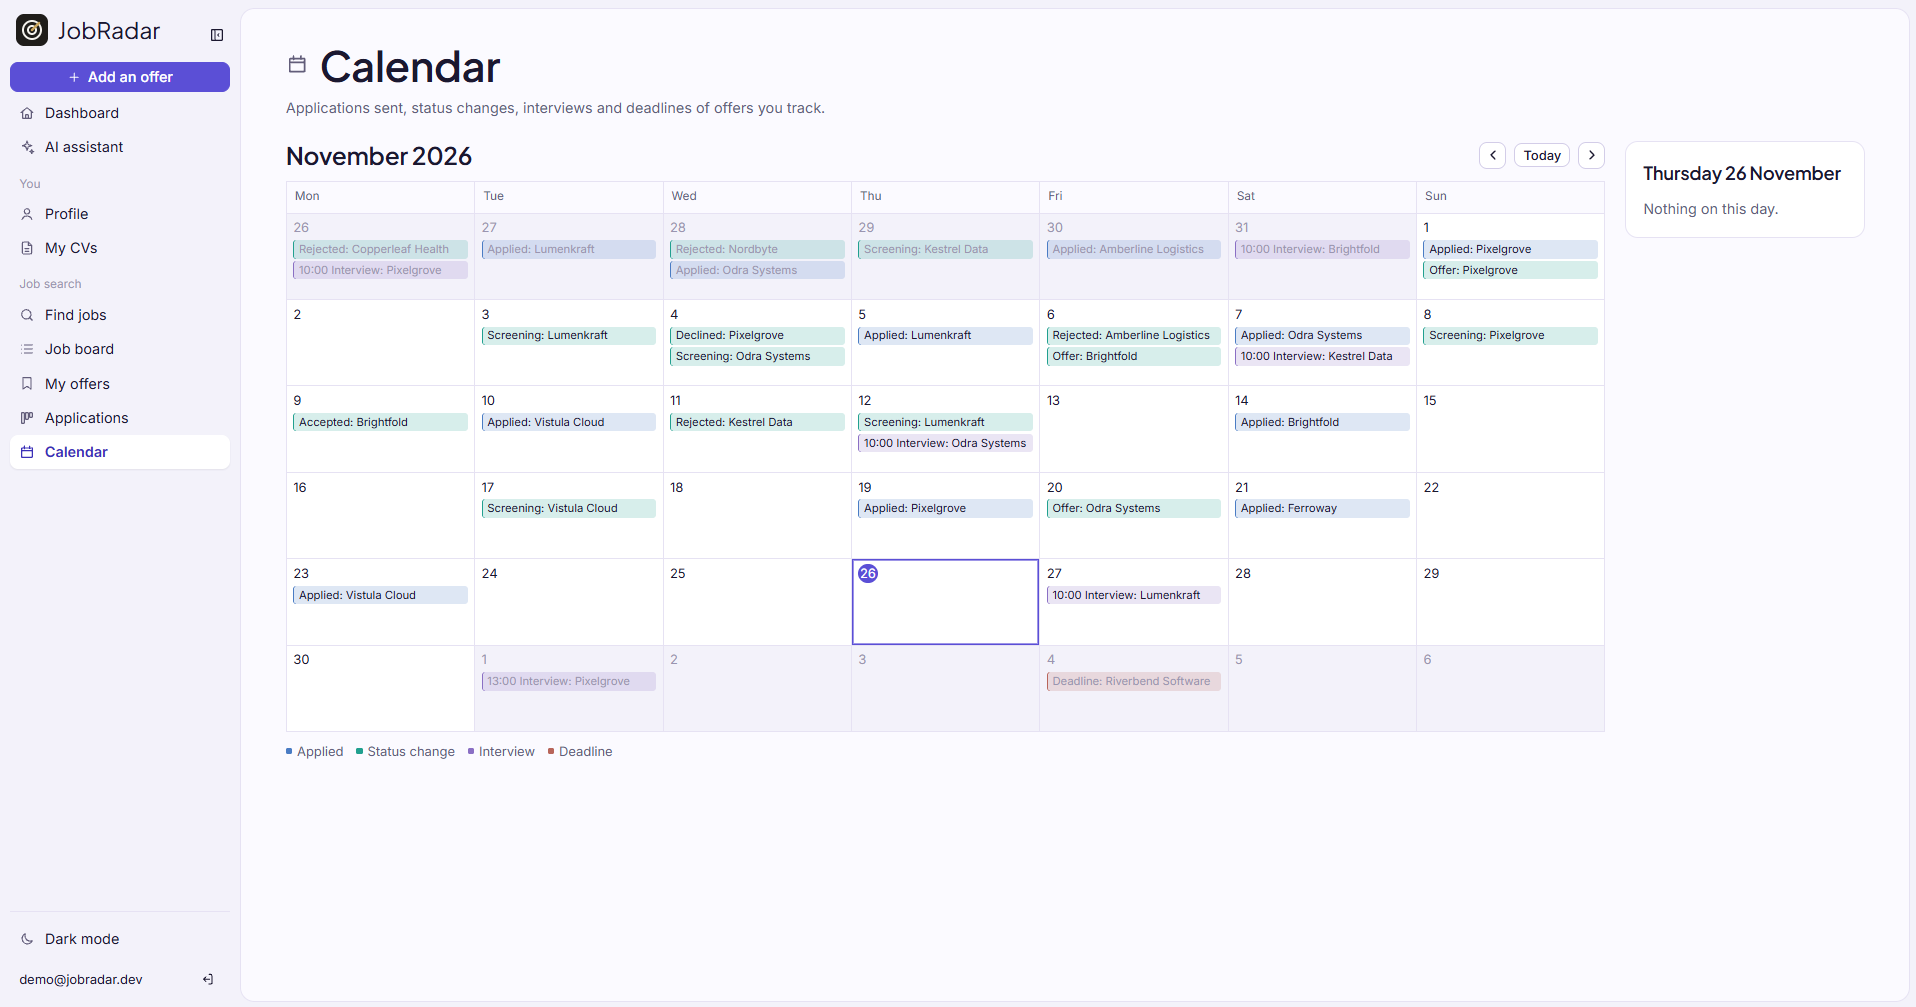 JobRadar
+ Add an offer
Dashboard
AI assistant
You
Profile
My CVs
Job search
Find jobs
Job board
My offers
Applications
Calendar
Dark mode
demo@jobradar.dev
Calendar
Applications sent, status changes, interviews and deadlines of offers you track.
November 2026
Today
Mon Tue Wed Thu Fri Sat Sun
26 27 28 29 30 31 1
Rejected: Copperleaf Health Applied: Lumenkraft Rejected: Nordbyte Screening: Kestrel Data Applied: Amberline Logistics 10:00 Interview: Brightfold Applied: Pixelgrove
10:00 Interview: Pixelgrove Applied: Odra Systems Offer: Pixelgrove
2 3 4 5 6 7 8
Screening: Lumenkraft Declined: Pixelgrove Applied: Lumenkraft Rejected: Amberline Logistics Applied: Odra Systems Screening: Pixelgrove
Screening: Odra Systems Offer: Brightfold 10:00 Interview: Kestrel Data
9 10 11 12 13 14 15
Accepted: Brightfold Applied: Vistula Cloud Rejected: Kestrel Data Screening: Lumenkraft Applied: Brightfold
10:00 Interview: Odra Systems
16 17 18 19 20 21 22
Screening: Vistula Cloud Applied: Pixelgrove Offer: Odra Systems Applied: Ferroway
23 24 25 26 27 28 29
Applied: Vistula Cloud 10:00 Interview: Lumenkraft
30 1 2 3 4 5 6
13:00 Interview: Pixelgrove Deadline: Riverbend Software
Applied Status change Interview Deadline
Thursday 26 November
Nothing on this day.